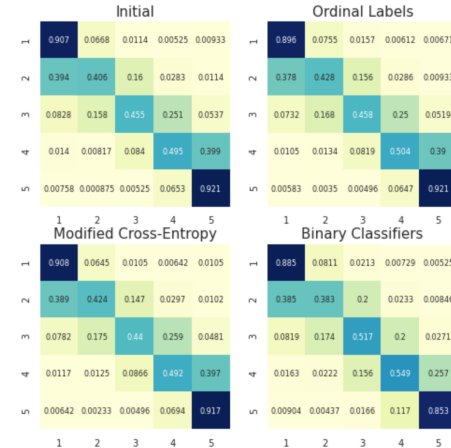 Initial
Ordinal Labels
1 0.907 0.0668 0.0114 0.00525 0.00933
1 0.896 0.0755 0.0157 0.00612
2 0.394 0.406 0.16 0.0283 0.0114
2 0.378 0.428 0.156 0.0286
3 0.0828 0.158 0.455 0.251 0.0537
3 0.0732 0.168 0.458 0.25 0.0519
4 0.014 0.00817 0.084 0.495 0.399
4 0.0105 0.0134 0.0819 0.504 0.39
5 0.00758 0.000875 0.00525 0.0653 0.921
5 0.00583 0.0035 0.00496 0.0647 0.921
1 2 3 4 5
1 2 3 4 5
Modified Cross-Entropy
Binary Classifiers
1 0.908 0.0645 0.0105 0.00642 0.0105
1 0.885 0.0811 0.0213 0.00729
2 0.389 0.424 0.147 0.0297 0.0102
2 0.385 0.383 0.2 0.0233
3 0.0782 0.175 0.44 0.259 0.0481
3 0.0819 0.174 0.517 0.2 0.0271
4 0.0117 0.0125 0.0866 0.492 0.397
4 0.0163 0.0222 0.156 0.549 0.257
5 0.00642 0.00233 0.00496 0.0694 0.917
5 0.00904 0.00437 0.0166 0.117 0.853
1 2 3 4 5
1 2 3 4 5